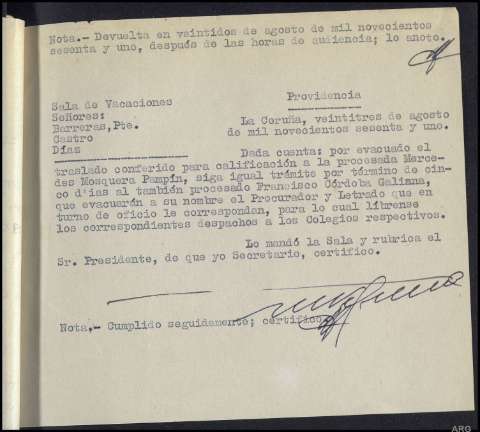 Nota.- Devuelta en veintidos de agosto de mil novecientos
sesenta y uno, después de las horas de audiencia; lo anoto.
Sala de Vacaciones
Señores:
Barreras,Pte.
Castro
Díaz
Providencia
La Coruña, veintitres de agosto
de mil novecientos sesenta y uno.
Dada cuenta: por evacuado el
traslado conferido para calificación a la procesada Merce-
des Mosquera Pampín, siga igual trámite por término de cin-
co d'ias al también procesado Francisco Córdoba Galiana,
que evacuarán a su nombre el Procurador y Letrado que en
turno de oficio le correspondan, para lo cual líbrense
los correspondientes despachos a los Colegios respectivos.
Lo mandó la Sala y rubrica el
Sr. Presidente, de que yo Secretario, certifico.
Nota,- Cumplido seguidamente; certifico.
ARG